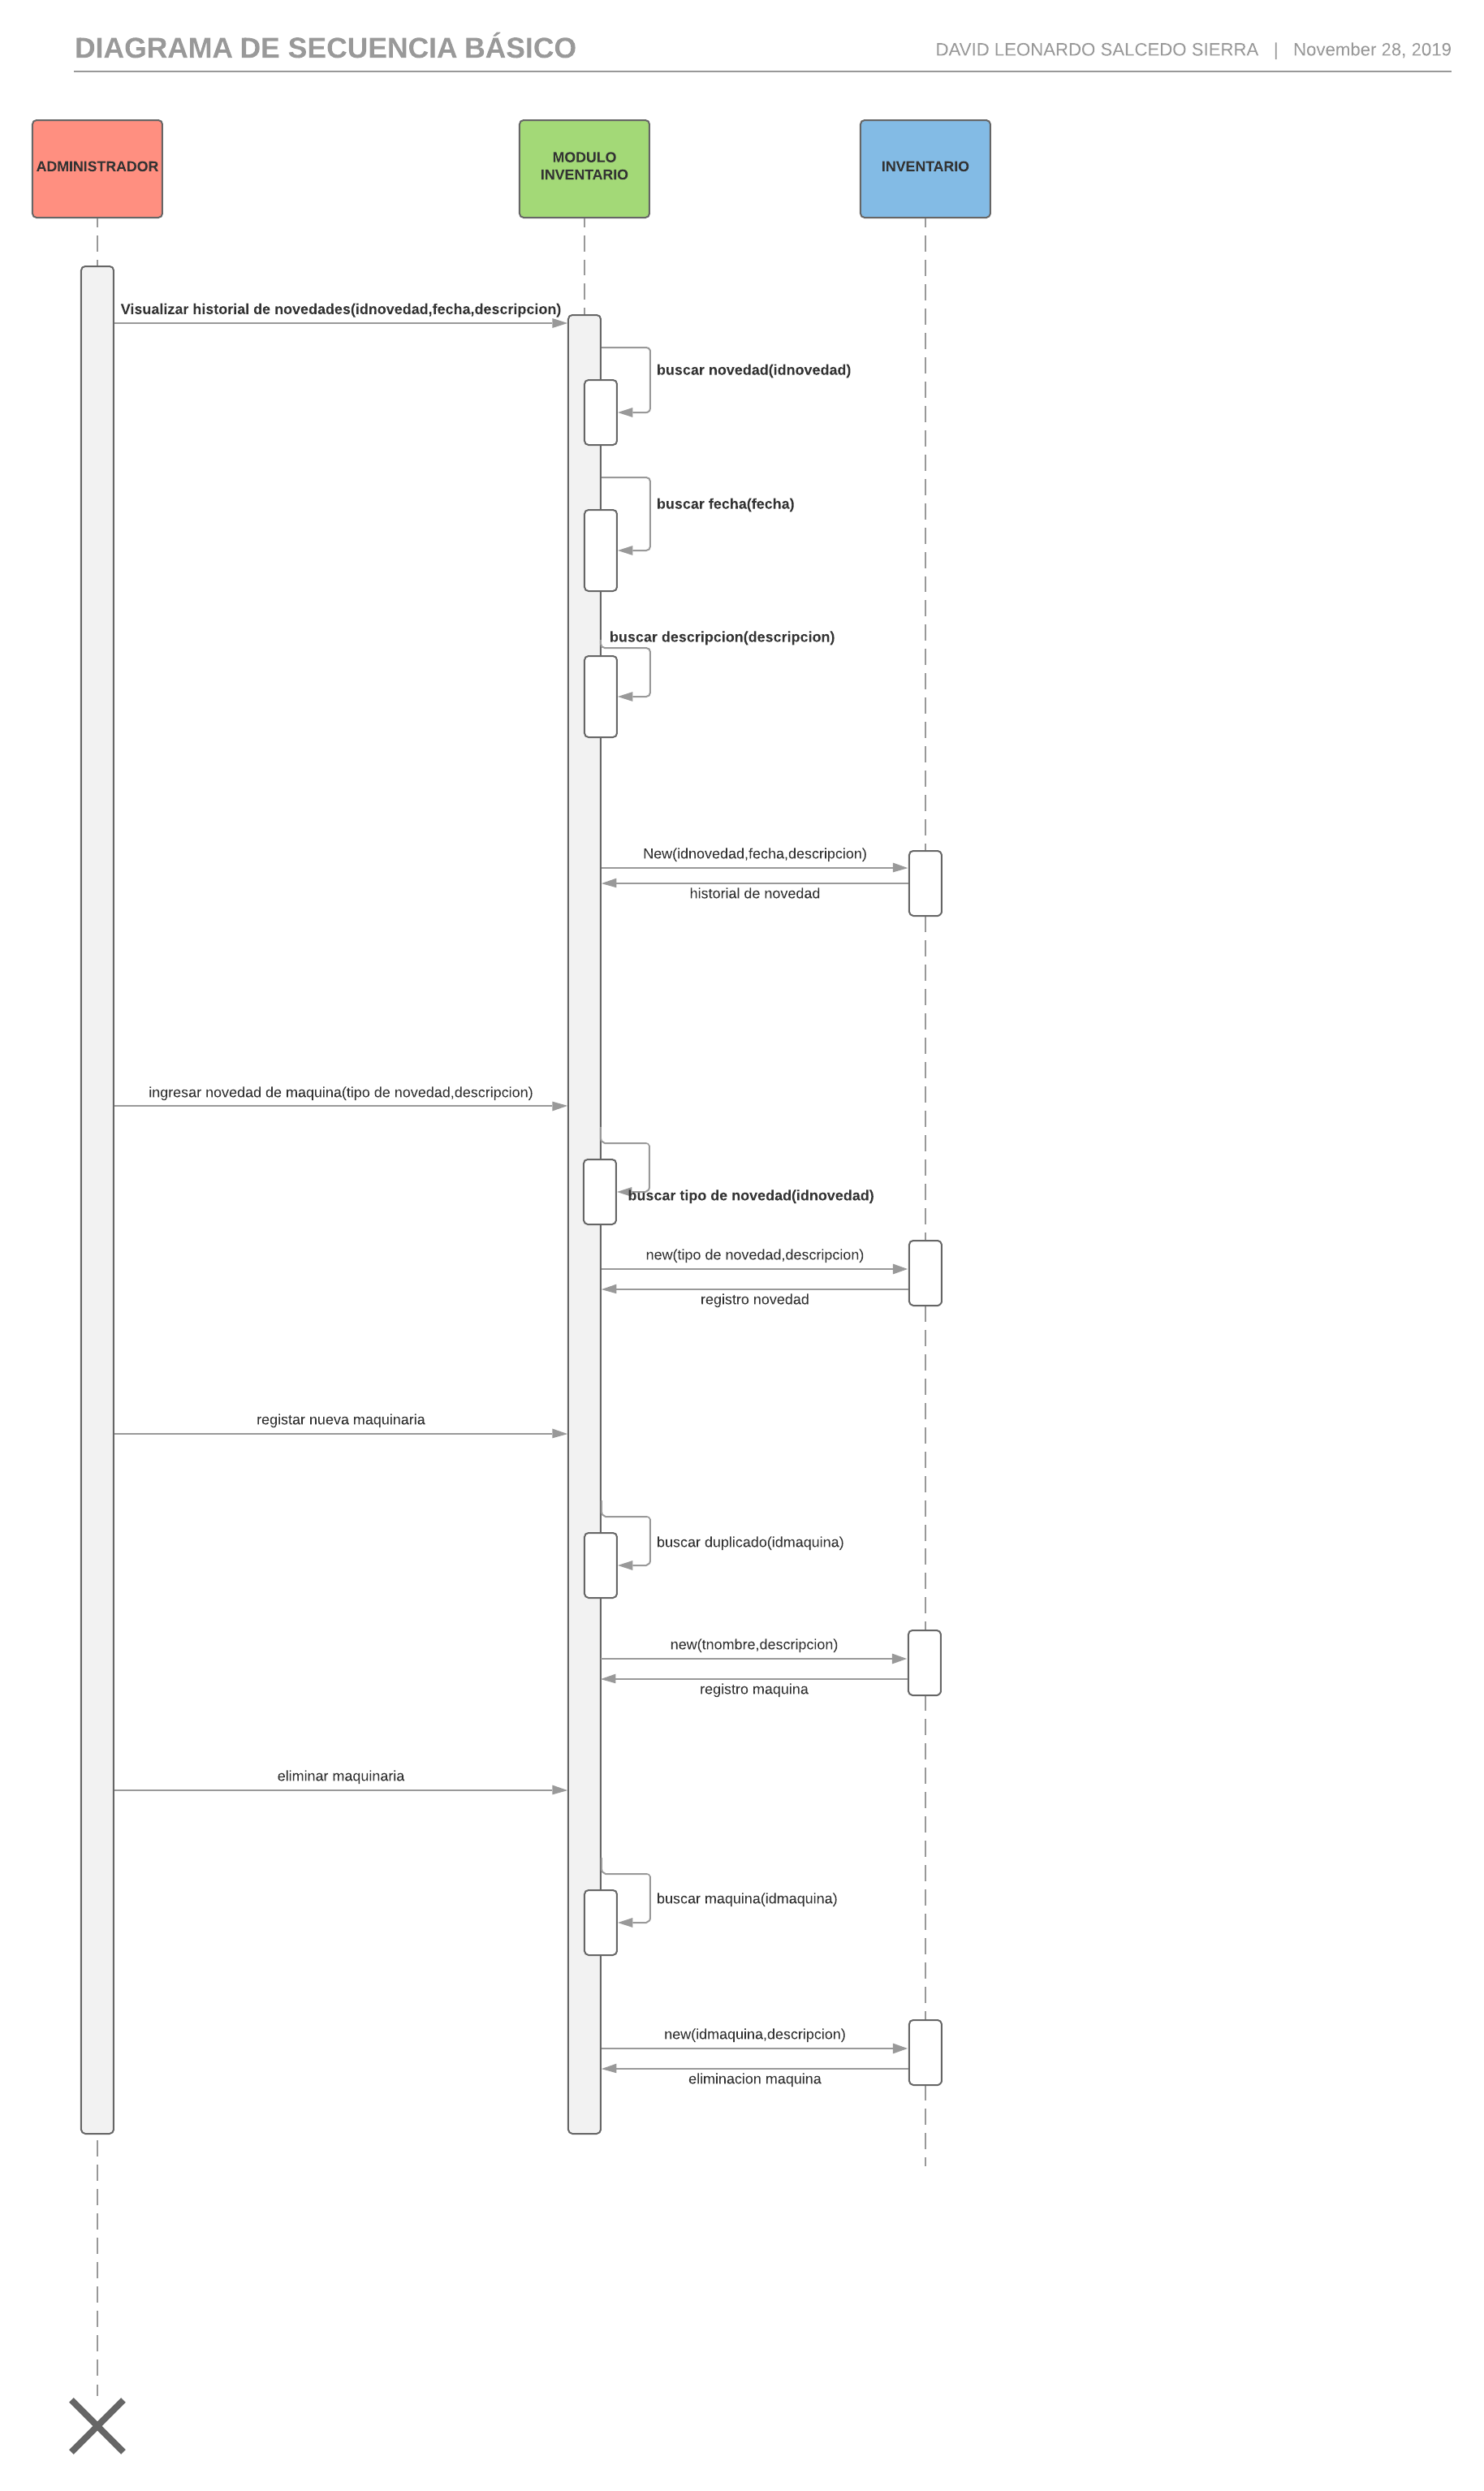 DIAGRAMA DE SECUENCIA BÁSICO
DAVID LEONARDO SALCEDO SIERRA | November 28, 2019
ADMINISTRADOR
MODULO
INVENTARIO
INVENTARIO
Visualizar historial de novedades(idnovedad,fecha,descripcion)
buscar novedad(idnovedad)
buscar fecha(fecha)
buscar descripcion(descripcion)
New(idnovedad,fecha,descripcion)
historial de novedad
ingresar novedad de maquina(tipo de novedad,descripcion)
buscar tipo de novedad(idnovedad)
new(tipo de novedad,descripcion)
registro novedad
registar nueva maquinaria
buscar duplicado(idmaquina)
new(tnombre,descripcion)
registro maquina
eliminar maquinaria
buscar maquina(idmaquina)
new(idmaquina,descripcion)
eliminacion maquina